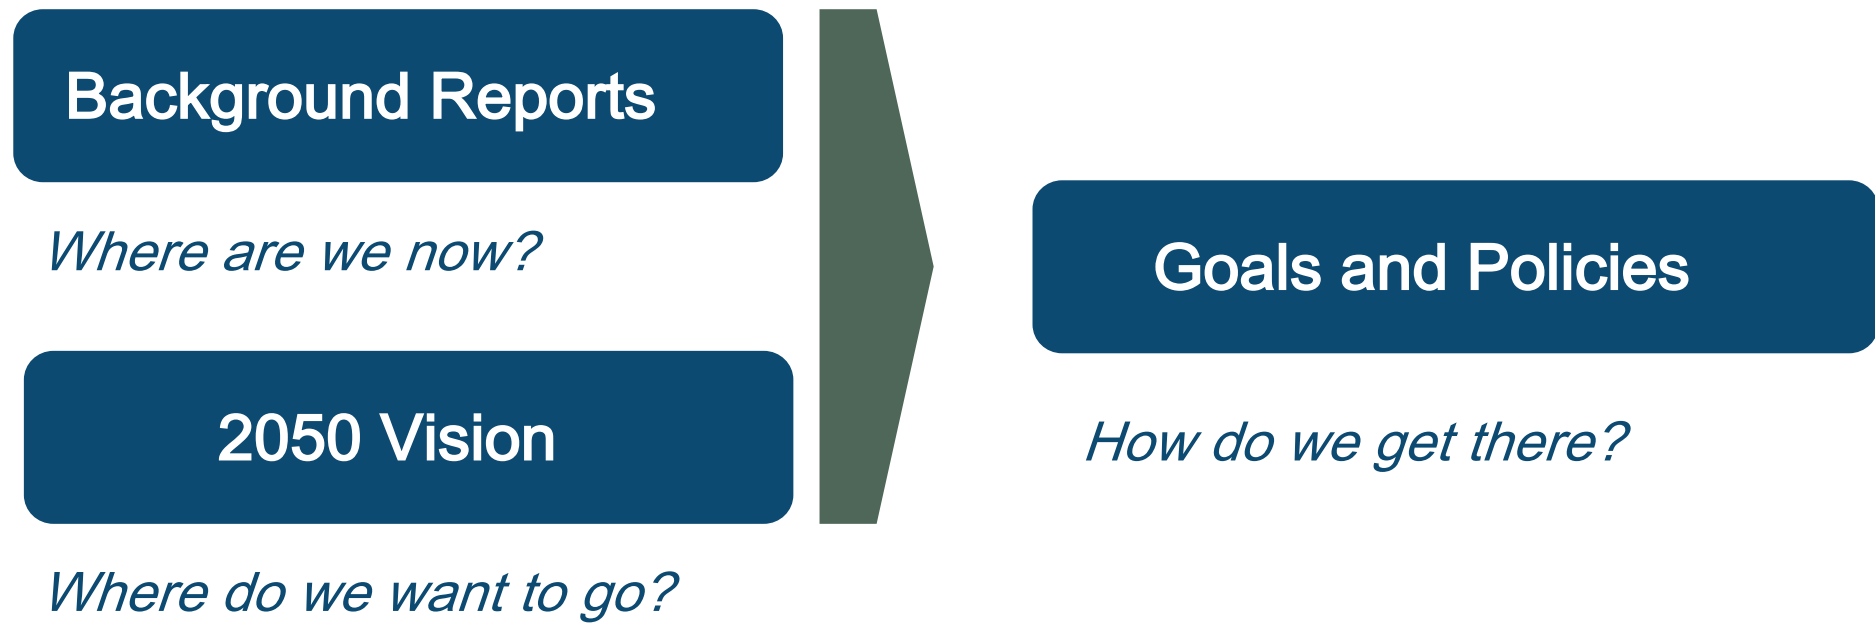 Background Reports
Where are we now?
2050 Vision
Where do we want to go?
Goals and Policies
How do we get there?